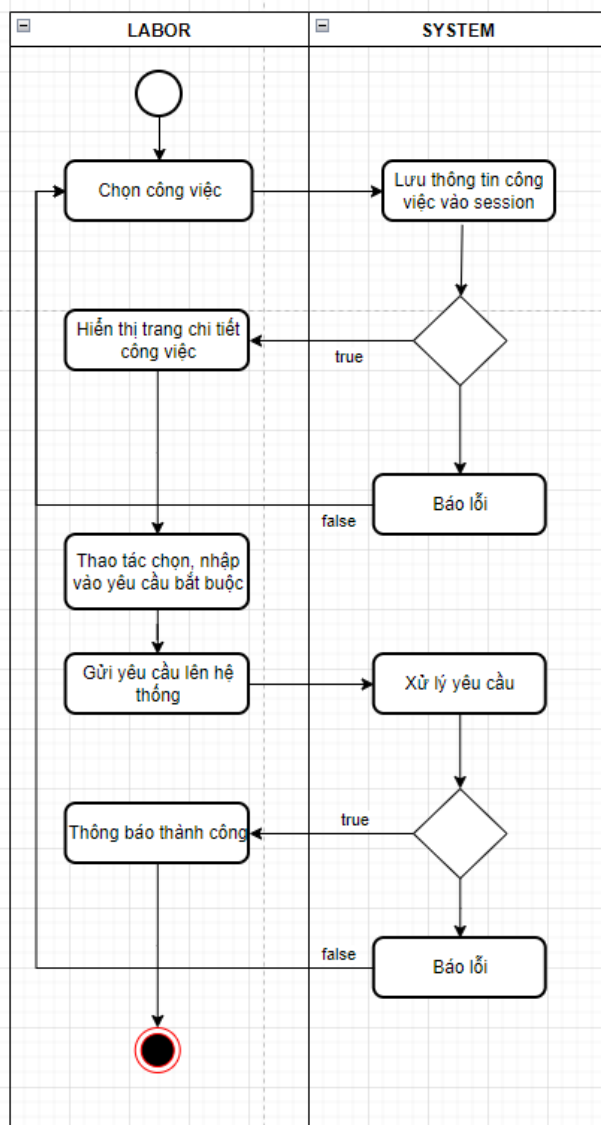 LABOR
SYSTEM
Chọn công việc
Lưu thông tin công
việc vào session
Hiển thị trang chi tiết
công việc
true
Báo lỗi
false
Thao tác chọn, nhập
vào yêu cầu bắt buộc
Gửi yêu cầu lên hệ
thống
Xử lý yêu cầu
Thông báo thành công
true
false
Báo lỗi